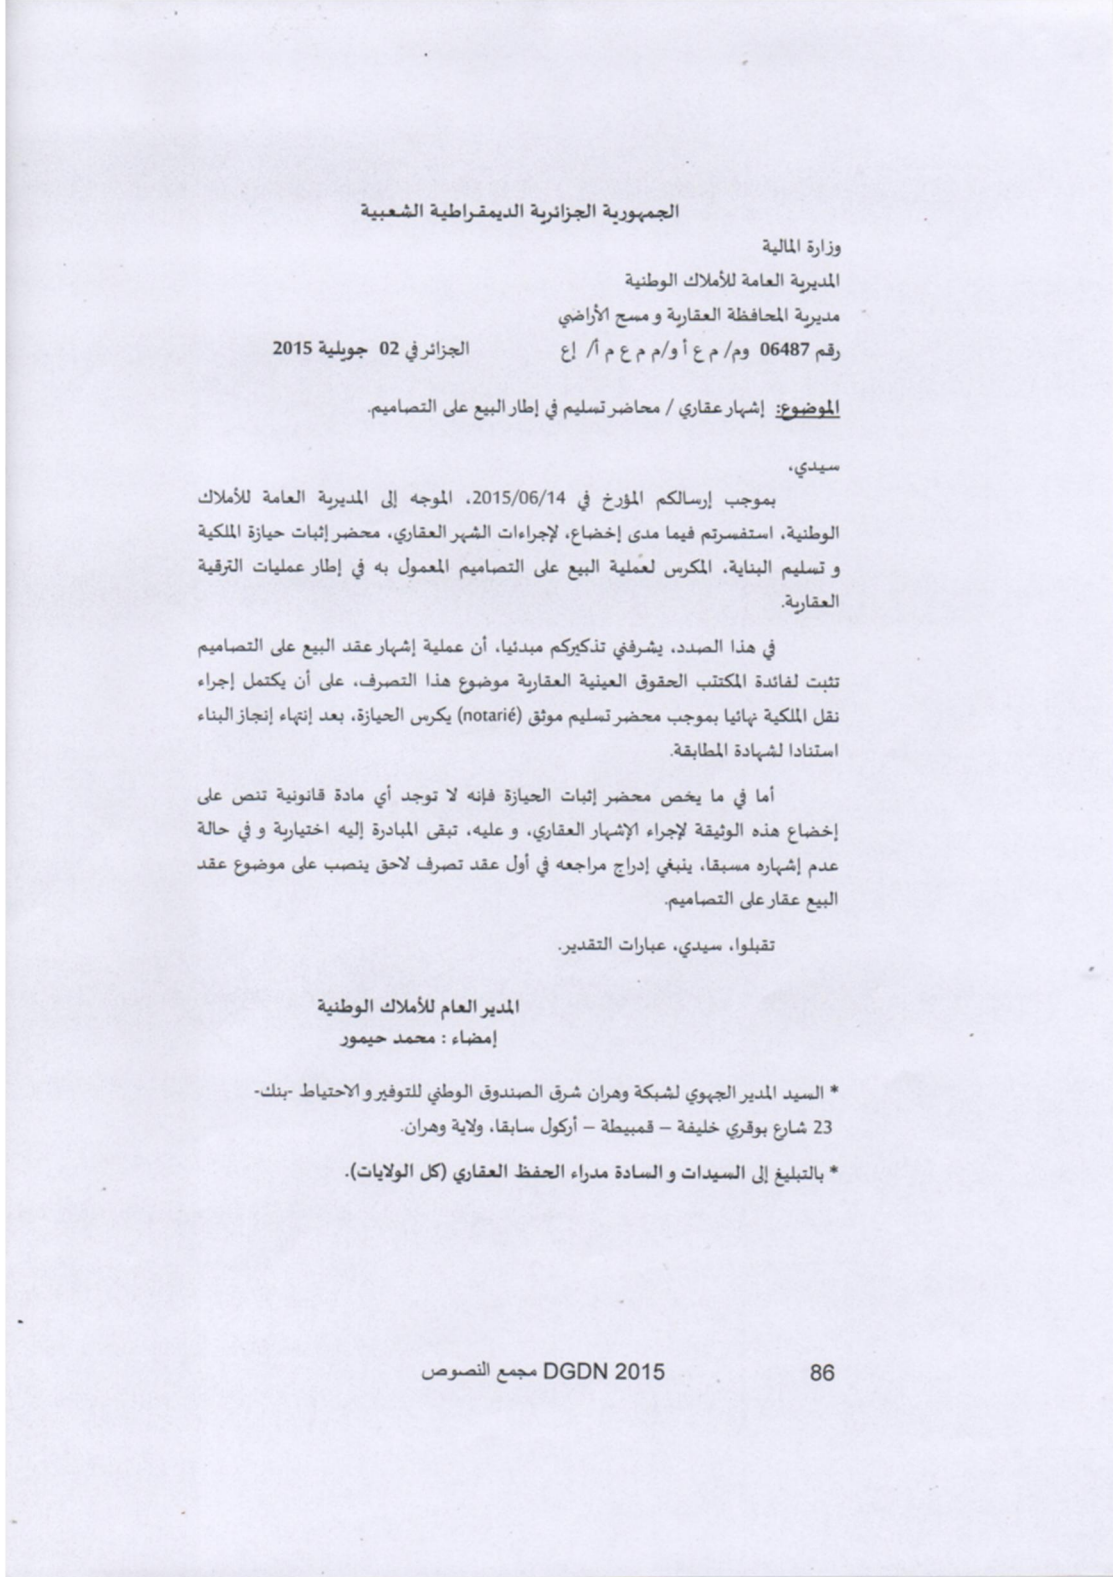 الجمهورية الجزائرية الديمقراطية الشعبية
وزارة المالية
المديرية العامة للأملاك الوطنية
مديرية المحافظة العقارية و مسح الأراضي
رقم 06487 وم/ م ع أ و/م م ع م أ/ إع الجزائر في 02 جويلية 2015
الموضوع: إشهار عقاري / محاضر تسليم في إطار البيع على التصاميم.
سيدي،
بموجب إرسالكم المؤرخ في 2015/06/14، الموجه إلى المديرية العامة للأملاك
الوطنية، استفسرتم فيما مدى إخضاع، لإجراءات الشهر العقاري، محضر إثبات حيازة الملكية
و تسليم البناية، المكرس لعملية البيع على التصاميم المعمول به في إطار عمليات الترقية
العقارية.
في هذا الصدد، يشرفني تذكيركم مبدئيا، أن عملية إشهار عقد البيع على التصاميم
تثبت لفائدة المكتتب الحقوق العينية العقارية موضوع هذا التصرف، على أن يكتمل إجراء
نقل الملكية نهائيا بموجب محضر تسليم موثق (notarié) يكرس الحيازة، بعد إنتهاء إنجاز البناء
استنادا لشهادة المطابقة.
أما في ما يخص محضر إثبات الحيازة فإنه لا توجد أي مادة قانونية تنص على
إخضاع هذه الوثيقة لإجراء الإشهار العقاري، و عليه، تبقى المبادرة إليه اختيارية و في حالة
عدم إشهاره مسبقا، ينبغي إدراج مراجعه في أول عقد تصرف لاحق ينصب على موضوع عقد
البيع عقار على التصاميم.
تقبلوا، سيدي، عبارات التقدير.
المدير العام للأملاك الوطنية
إمضاء : محمد حيمور
* السيد المدير الجهوي لشبكة وهران شرق الصندوق الوطني للتوفير و الاحتياط -بنك-
23 شارع بوقري خليفة – قمبيطة – أركول سابقا، ولاية وهران.
* بالتبليغ إلى السيدات و السادة مدراء الحفظ العقاري (كل الولايات).
86 DGDN 2015 مجمع النصوص